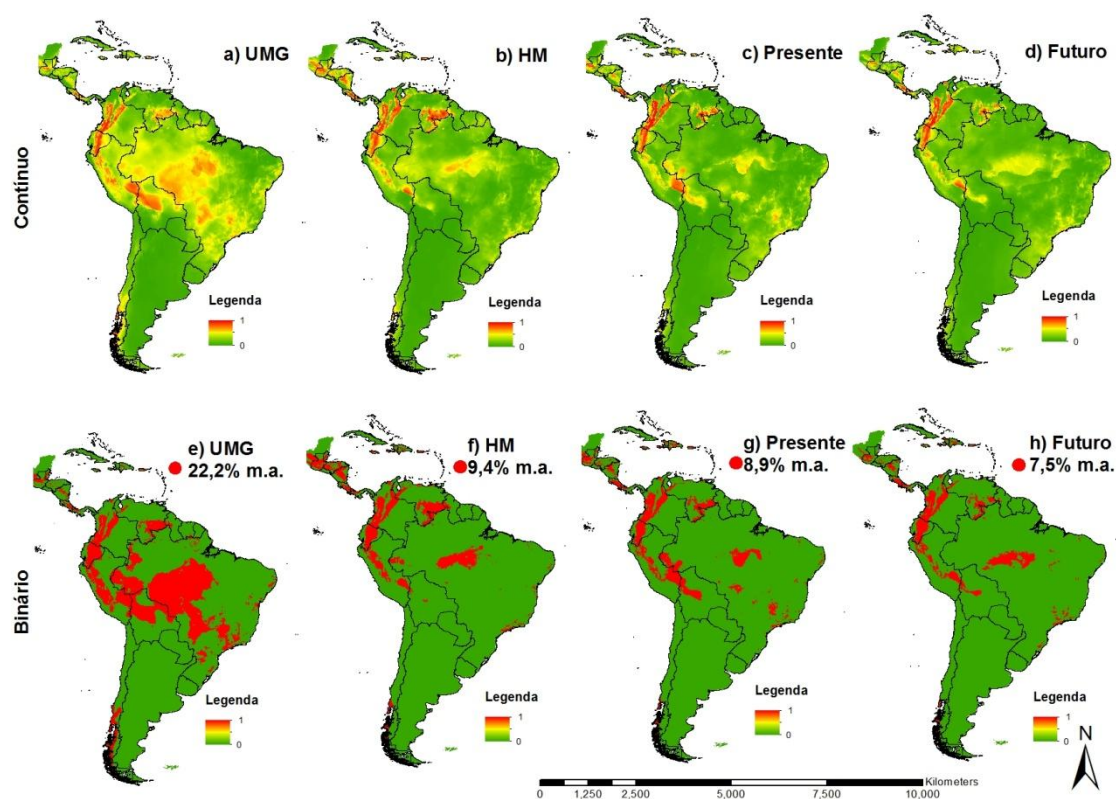 a) UMG
b) HM
c) Presente
d) Futuro
Contínuo
Legenda
1
0
Legenda
1
0
Legenda
1
0
Legenda
1
0
e) UMG
22,2% m.a.
f) HM
9,4% m.a.
g) Presente
8,9% m.a.
h) Futuro
7,5% m.a.
Binário
Legenda
1
0
Legenda
1
0
Legenda
1
0
Legenda
1
0
N
Kilometers
0 1,250 2,500 5,000 7,500 10,000